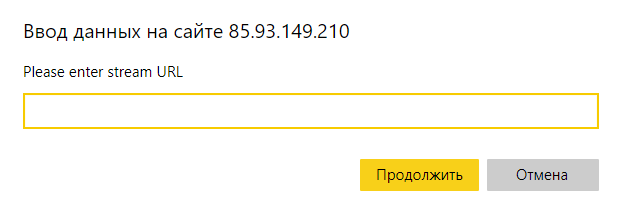 Ввод данных на сайте 85.93.149.210
Please enter stream URL
Продолжить
Отмена